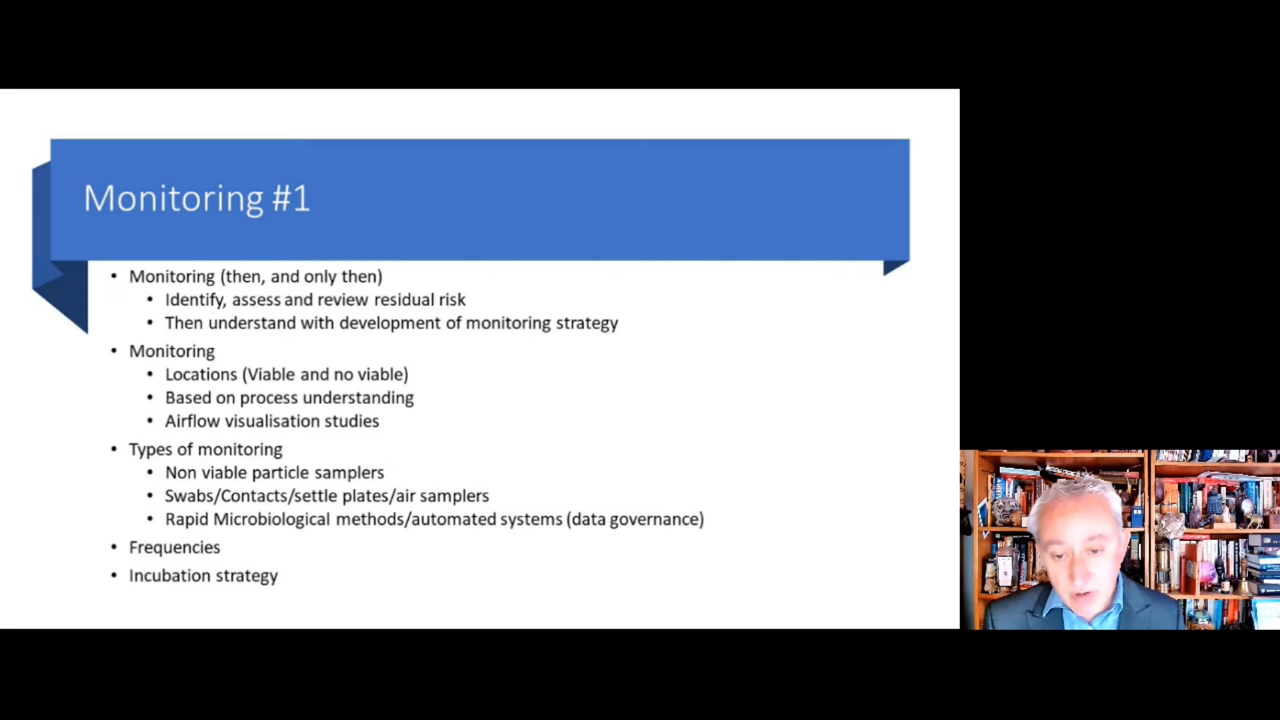 Monitoring #1
• Monitoring (then, and only then)
• Identify, assess and review residual risk
• Then understand with development of monitoring strategy
• Monitoring
• Locations (Viable and no viable)
• Based on process understanding
• Airflow visualisation studies
• Types of monitoring
• Non viable particle samplers
• Swabs/Contacts/settle plates/air samplers
• Rapid Microbiological methods/automated systems (data governance)
• Frequencies
• Incubation strategy